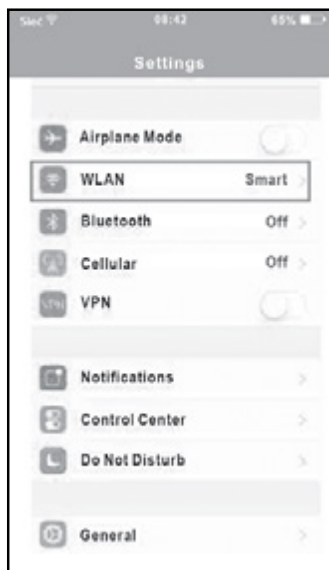 08:42 65%
Settings
Airplane Mode
WLAN Smart
Bluetooth Off
Cellular Off
VPN VPN
Notifications
Control Center
Do Not Disturb
General